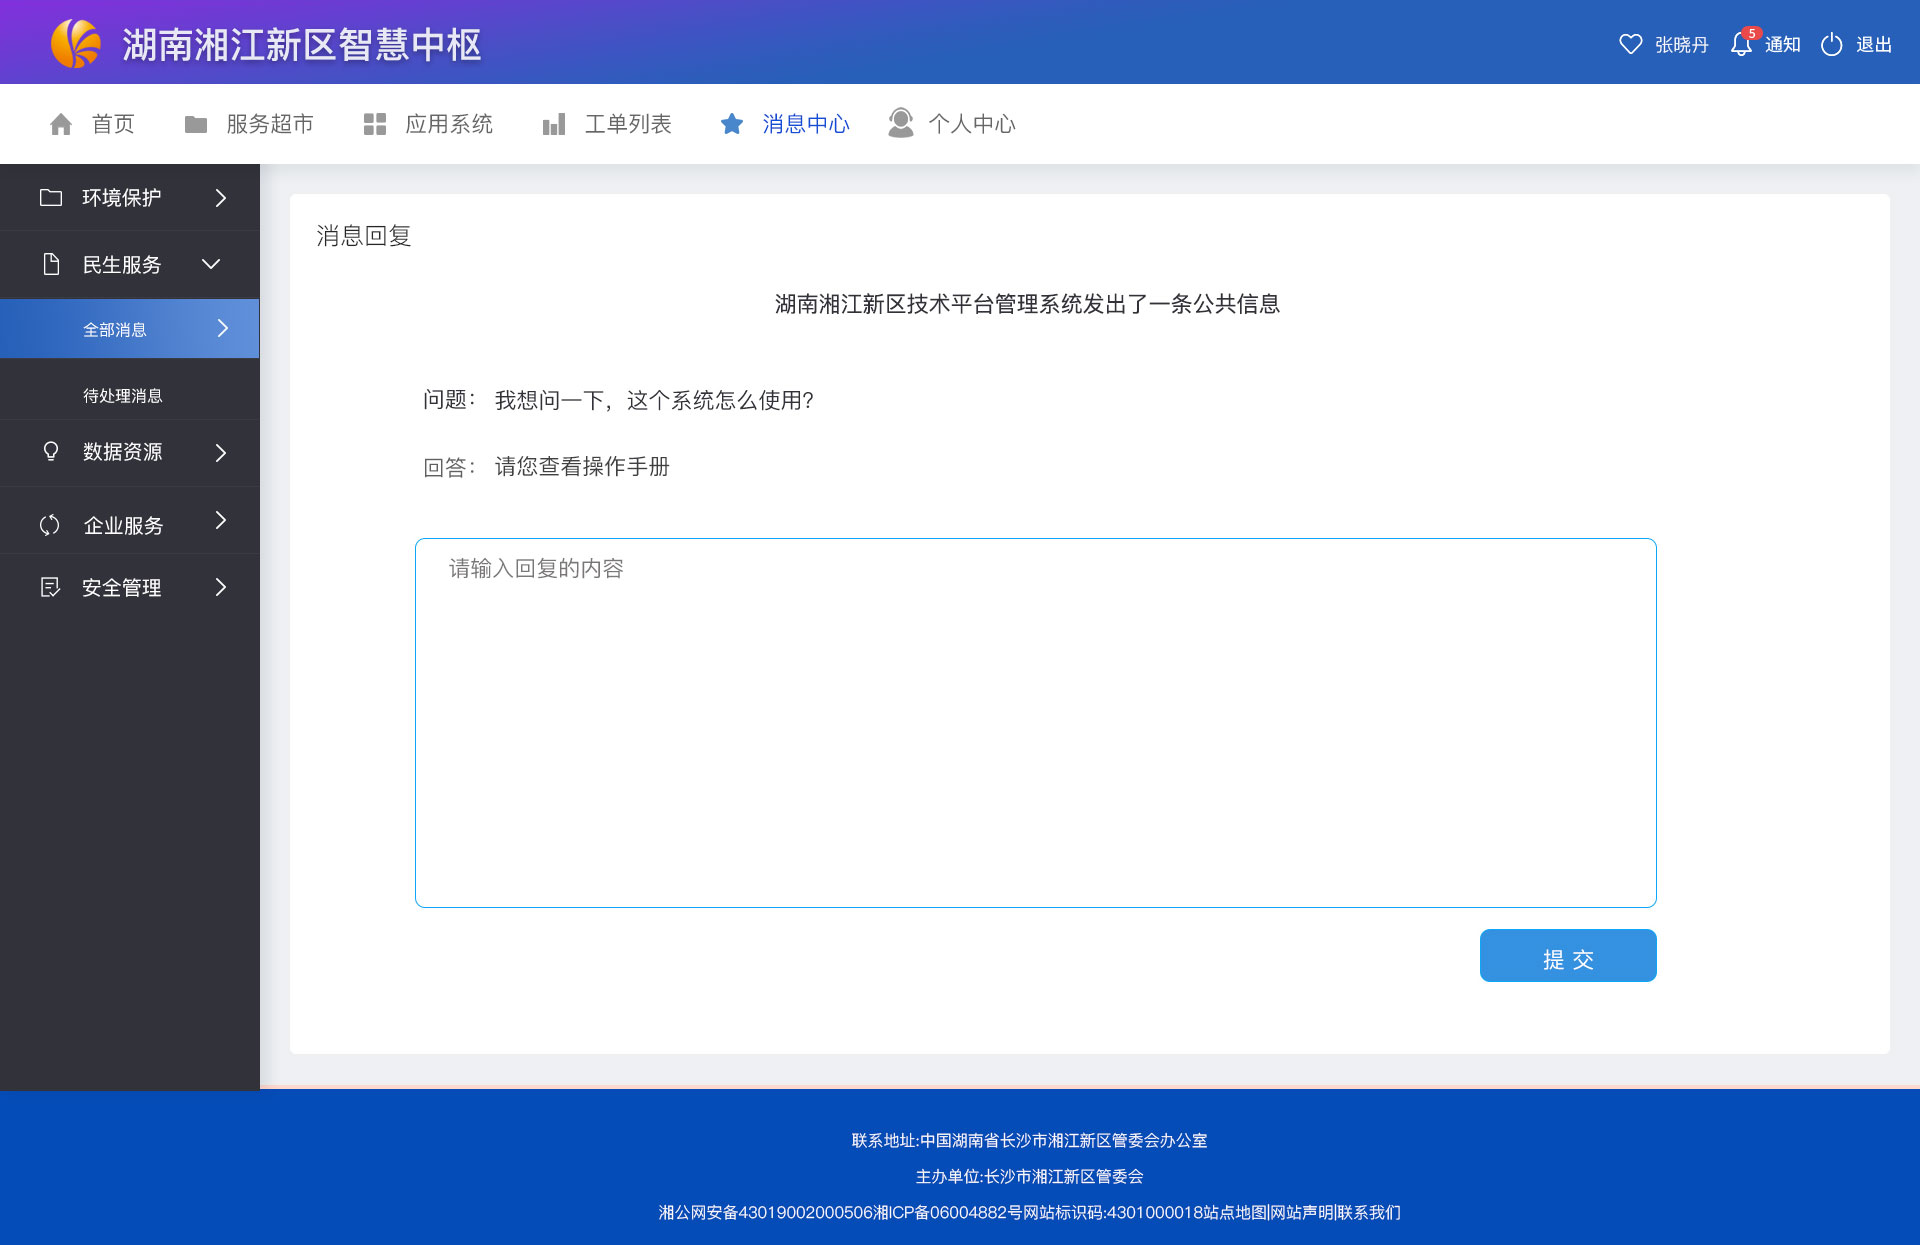 湖南湘江新区智慧中枢
张晓丹 5 通知 退出
首页 服务超市 应用系统 工单列表 消息中心 个人中心
环境保护
民生服务
全部消息
待处理消息
数据资源
企业服务
安全管理
消息回复
湖南湘江新区技术平台管理系统发出了一条公共信息
问题： 我想问一下，这个系统怎么使用？
回答： 请您查看操作手册
请输入回复的内容
提 交
联系地址:中国湖南省长沙市湘江新区管委会办公室
主办单位:长沙市湘江新区管委会
湘公网安备43019002000506湘ICP备06004882号网站标识码:4301000018站点地图|网站声明|联系我们